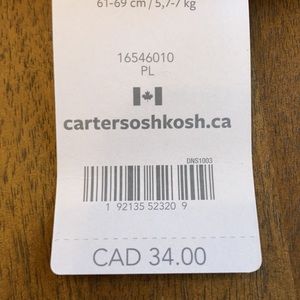 61-69 cm / 5,7-7 kg
16546010
PL
cartersoshkosh.ca
DNS1003
1 92135 52320 9
CAD 34.00